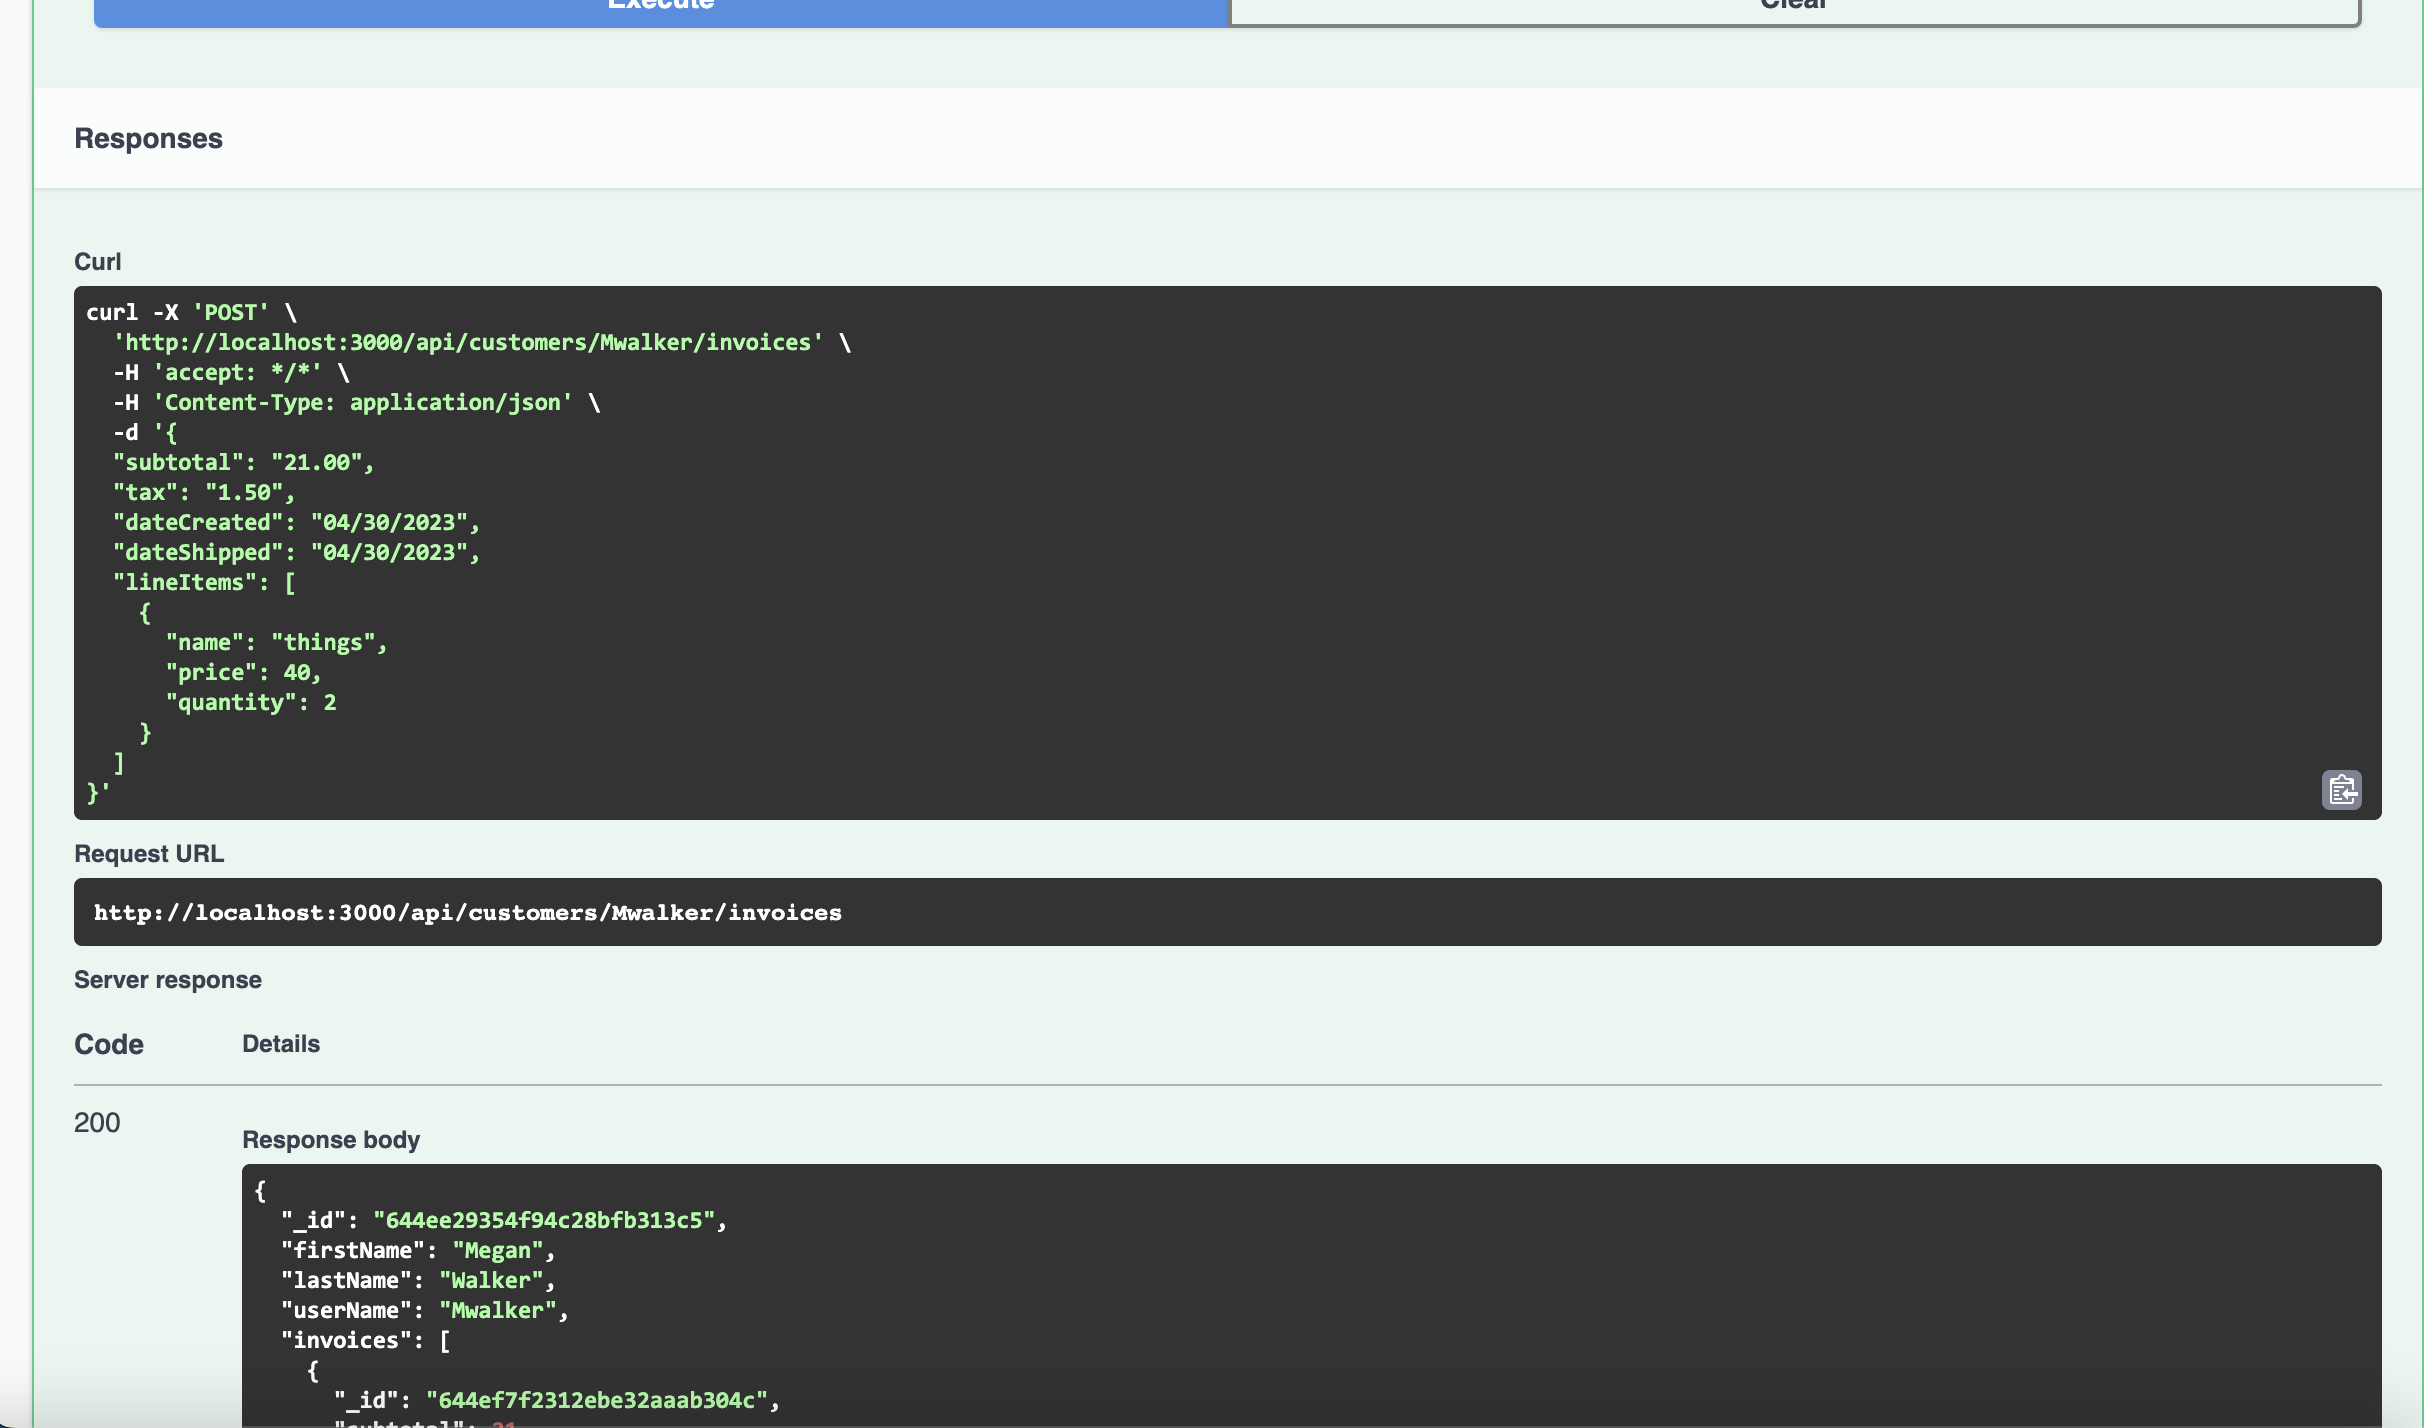 Execute
Clear
Responses
Curl
curl -X 'POST' \
  'http://localhost:3000/api/customers/Mwalker/invoices' \
  -H 'accept: */*' \
  -H 'Content-Type: application/json' \
  -d '{
  "subtotal": "21.00",
  "tax": "1.50",
  "dateCreated": "04/30/2023",
  "dateShipped": "04/30/2023",
  "lineItems": [
    {
      "name": "things",
      "price": 40,
      "quantity": 2
    }
  ]
}'
Request URL
http://localhost:3000/api/customers/Mwalker/invoices
Server response
Code Details
200
Response body
{
  "_id": "644ee29354f94c28bfb313c5",
  "firstName": "Megan",
  "lastName": "Walker",
  "userName": "Mwalker",
  "invoices": [
    {
      "_id": "644ef7f2312ebe32aaab304c",
      "subtotal": 21